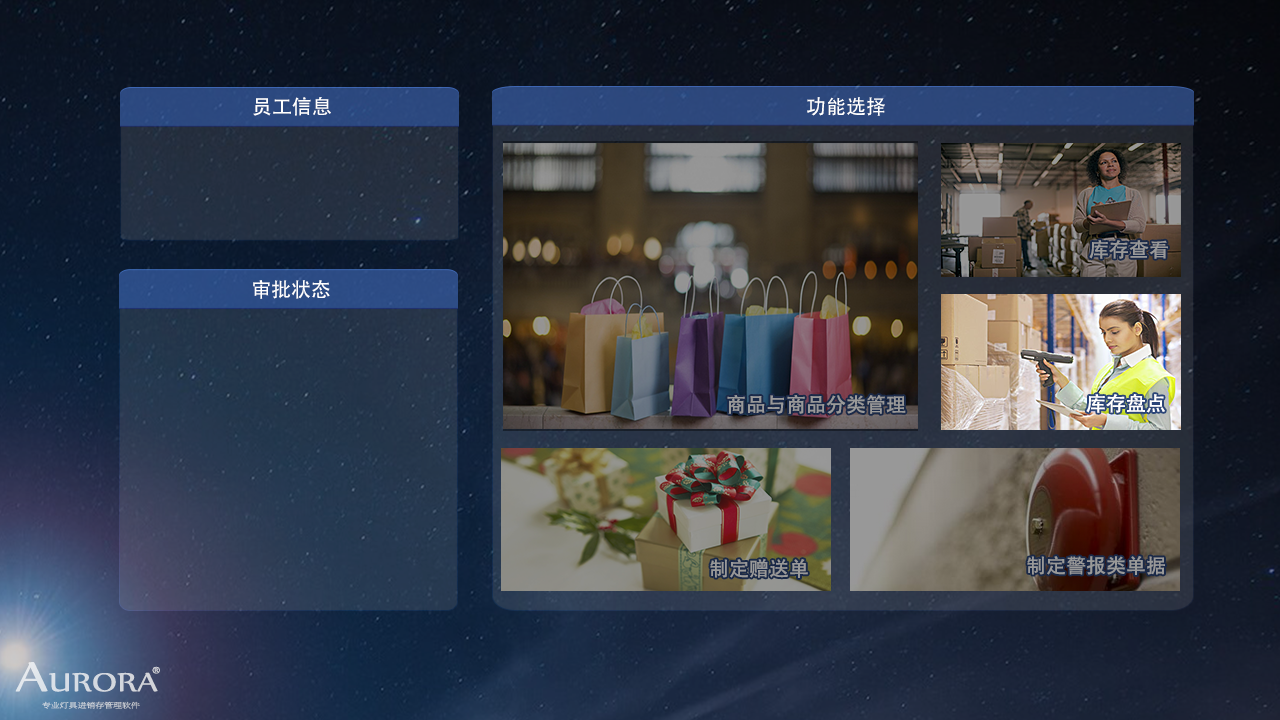 员工信息
功能选择
库存查看
审批状态
商品与商品分类管理
库存盘点
制定赠送单
制定警报类单据
AURORA®
专业灯具进销存管理软件